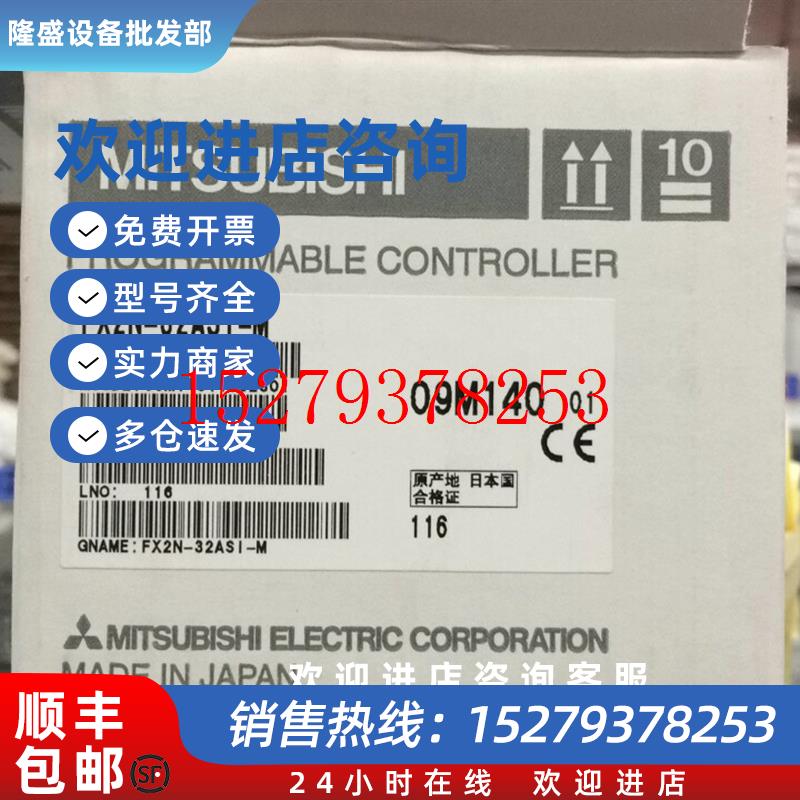 隆盛设备批发部
欢迎进店咨询
MITSUBISHI
10
免费开票
PROGRAMMABLE CONTROLLER
型号齐全
FX2N-32ASI-M
实力商家
15279378253
09M140 01
多仓速发
CE
原产地 日本国
合格证
LNO: 116
116
QNAME:FX2N-32ASI-M
MITSUBISHI ELECTRIC CORPORATION
MADE IN JAPAN
欢迎进店咨询客服
顺丰
包邮
SF
销售热线：15279378253
24小时在线 欢迎进店